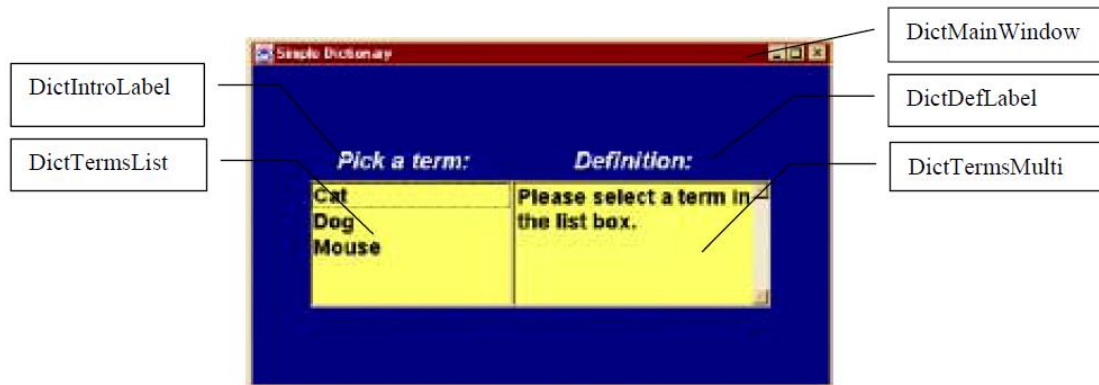 DictMainWindow
Simple Dictionary
DictIntroLabel
DictDefLabel
DictTermsList
DictTermsMulti
Pick a term:
Definition:
Cat
Dog
Mouse
Please select a term in
the list box.